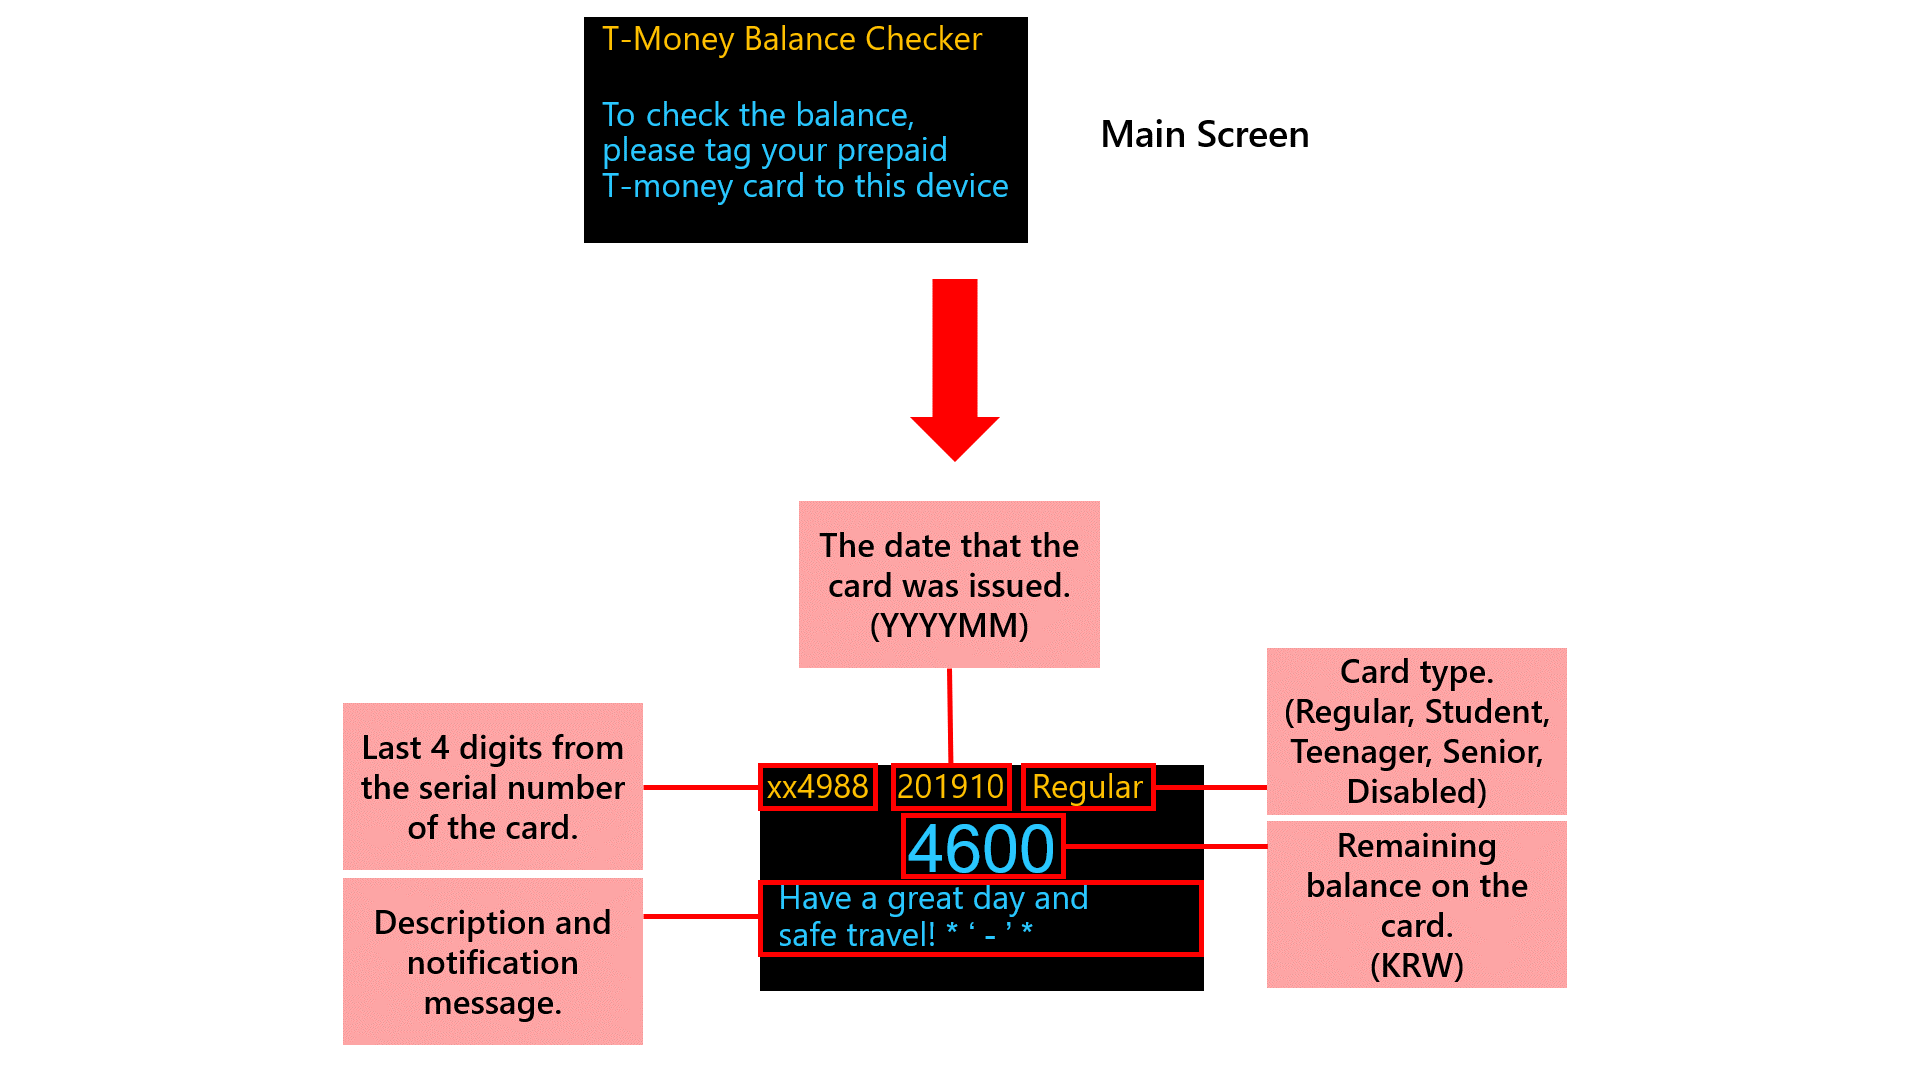 T-Money Balance Checker
To check the balance,
please tag your prepaid
T-money card to this device
Main Screen
The date that the
card was issued.
(YYYYMM)
Card type.
(Regular, Student,
Teenager, Senior,
Disabled)
Last 4 digits from
the serial number
of the card.
xx4988 201910 Regular
4600
Have a great day and
safe travel! * ‘ - ’ *
Remaining
balance on the
card.
(KRW)
Description and
notification
message.